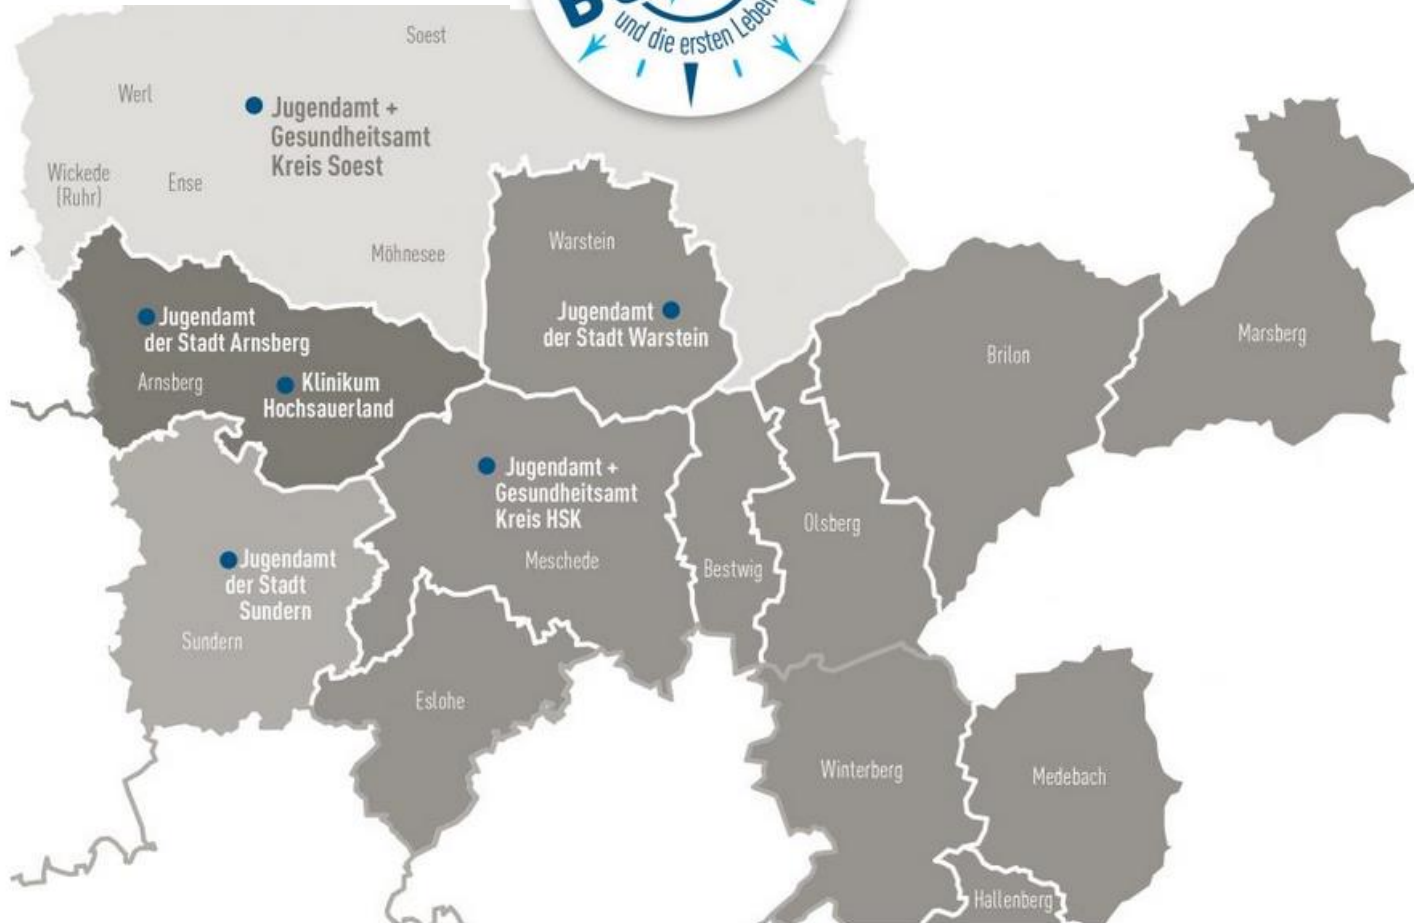 und die ersten
Soest
Werl
Jugendamt +
Gesundheitsamt
Kreis Soest
Wickede
(Ruhr)
Ense
Möhnesee
Warstein
Jugendamt
der Stadt Warstein
Jugendamt
der Stadt Arnsberg
Arnsberg
Klinikum
Hochsauerland
Brilon
Marsberg
Jugendamt +
Gesundheitsamt
Kreis HSK
Meschede
Bestwig
Olsberg
Jugendamt
der Stadt
Sundern
Sundern
Eslohe
Winterberg
Medebach
Hallenberg